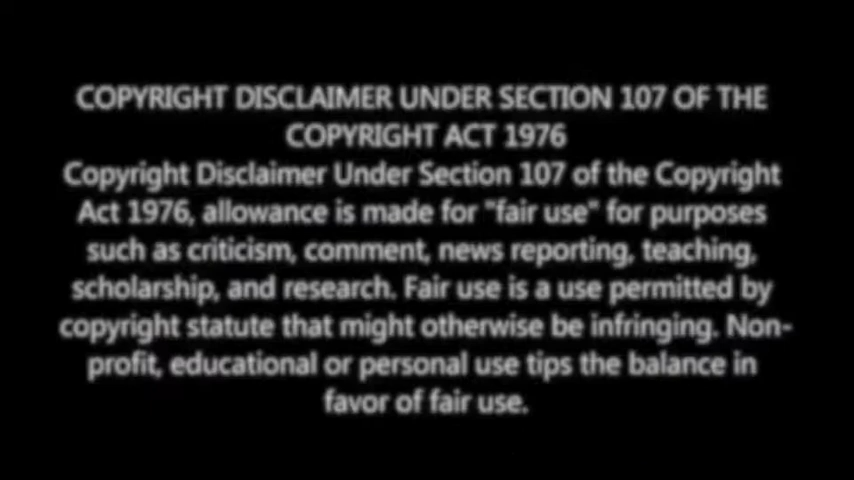 COPYRIGHT DISCLAIMER UNDER SECTION 107 OF THE
COPYRIGHT ACT 1976
Copyright Disclaimer Under Section 107 of the Copyright
Act 1976, allowance is made for "fair use" for purposes
such as criticism, comment, news reporting, teaching,
scholarship, and research. Fair use is a use permitted by
copyright statute that might otherwise be infringing. Non-
profit, educational or personal use tips the balance in
favor of fair use.